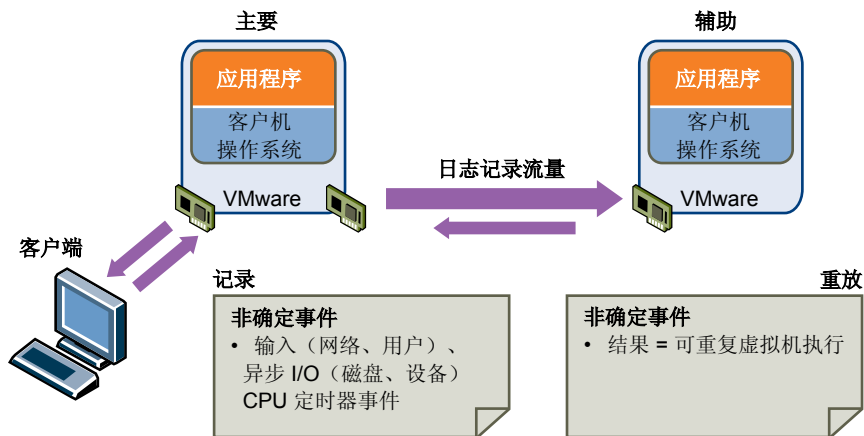 主要
辅助
应用程序
客户机
操作系统
VMware
应用程序
客户机
操作系统
VMware
日志记录流量
客户端
记录
重放
非确定事件
• 输入（网络、用户）、
异步 I/O（磁盘、设备）
CPU 定时器事件
非确定事件
• 结果 = 可重复虚拟机执行